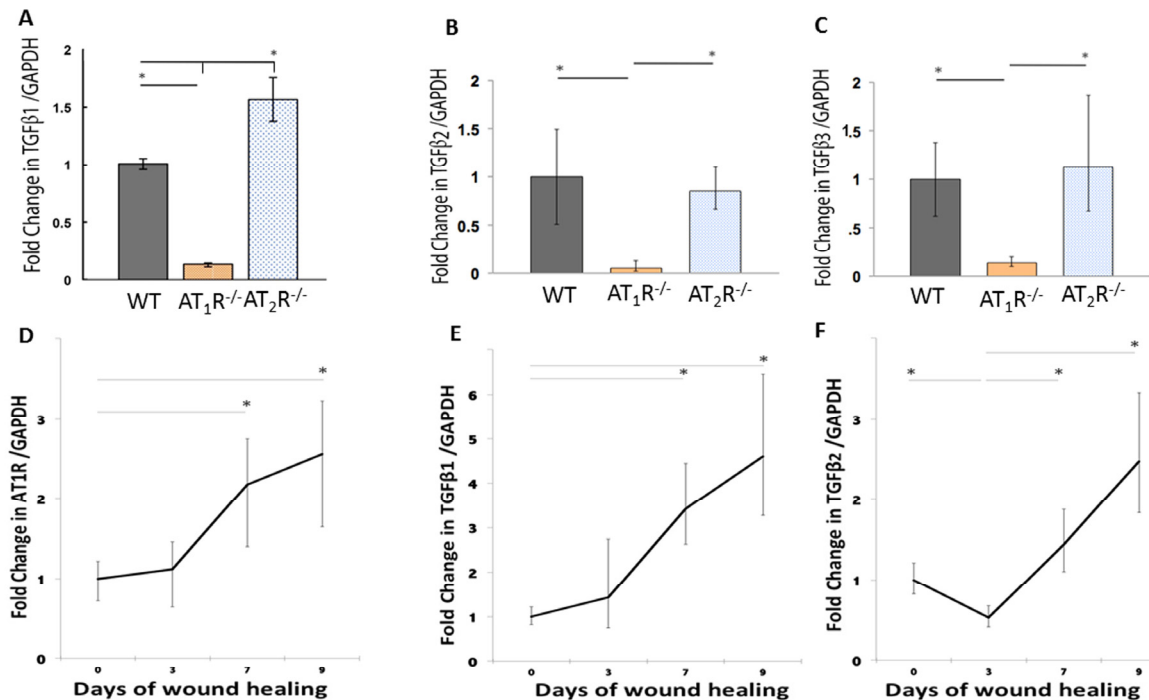 A
Fold Change in TGFβ1 /GAPDH
2
1.5
1
0.5
0
*
*
WT AT₁R⁻/⁻ AT₂R⁻/⁻
B
Fold Change in TGFβ2 /GAPDH
2
1.5
1
0.5
0
*
*
WT AT₁R⁻/⁻ AT₂R⁻/⁻
C
Fold Change in TGFβ3 /GAPDH
2
1.5
1
.5
0
*
*
WT AT₁R⁻/⁻ AT₂R⁻/⁻
D
Fold Change in AT1R /GAPDH
3
2
1
0
*
*
0 3 7 9
Days of wound healing
E
Fold Change in TGFβ1 /GAPDH
6
5
4
3
2
1
0
*
*
0 3 7 9
Days of wound healing
F
Fold Change in TGFβ2 /GAPDH
3
2
1
0
*
*
*
0 3 7 9
Days of wound healing